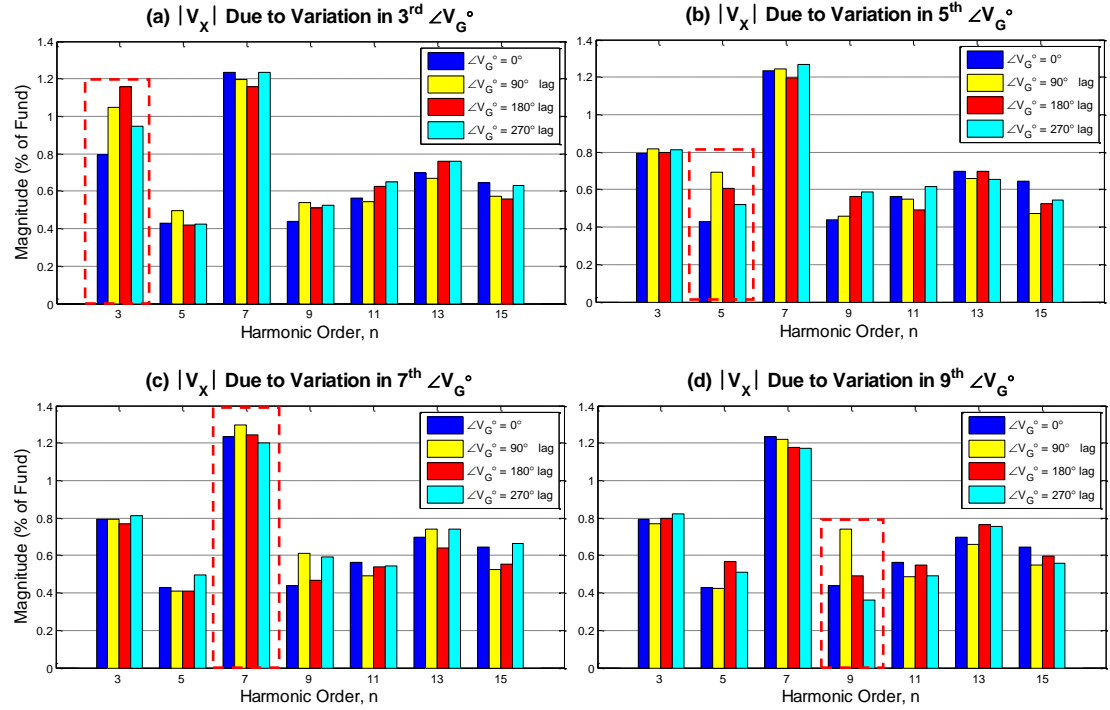 (a) |V_X| Due to Variation in 3^rd ∠V_G°
1.4
1.2
1
0.8
0.6
0.4
0.2
0
Magnitude (% of Fund)
3 5 7 9 11 13 15
Harmonic Order, n
∠V_G° = 0°
∠V_G° = 90° lag
∠V_G° = 180° lag
∠V_G° = 270° lag
(b) |V_X| Due to Variation in 5^th ∠V_G°
1.4
1.2
1
0.8
0.6
0.4
0.2
0
3 5 7 9 11 13 15
Harmonic Order, n
∠V_G° = 0°
∠V_G° = 90° lag
∠V_G° = 180° lag
∠V_G° = 270° lag
(c) |V_X| Due to Variation in 7^th ∠V_G°
1.4
1.2
1
0.8
0.6
0.4
0.2
0
Magnitude (% of Fund)
3 5 7 9 11 13 15
Harmonic Order, n
∠V_G° = 0°
∠V_G° = 90° lag
∠V_G° = 180° lag
∠V_G° = 270° lag
(d) |V_X| Due to Variation in 9^th ∠V_G°
1.4
1.2
1
0.8
0.6
0.4
0.2
0
3 5 7 9 11 13 15
Harmonic Order, n
∠V_G° = 0°
∠V_G° = 90° lag
∠V_G° = 180° lag
∠V_G° = 270° lag